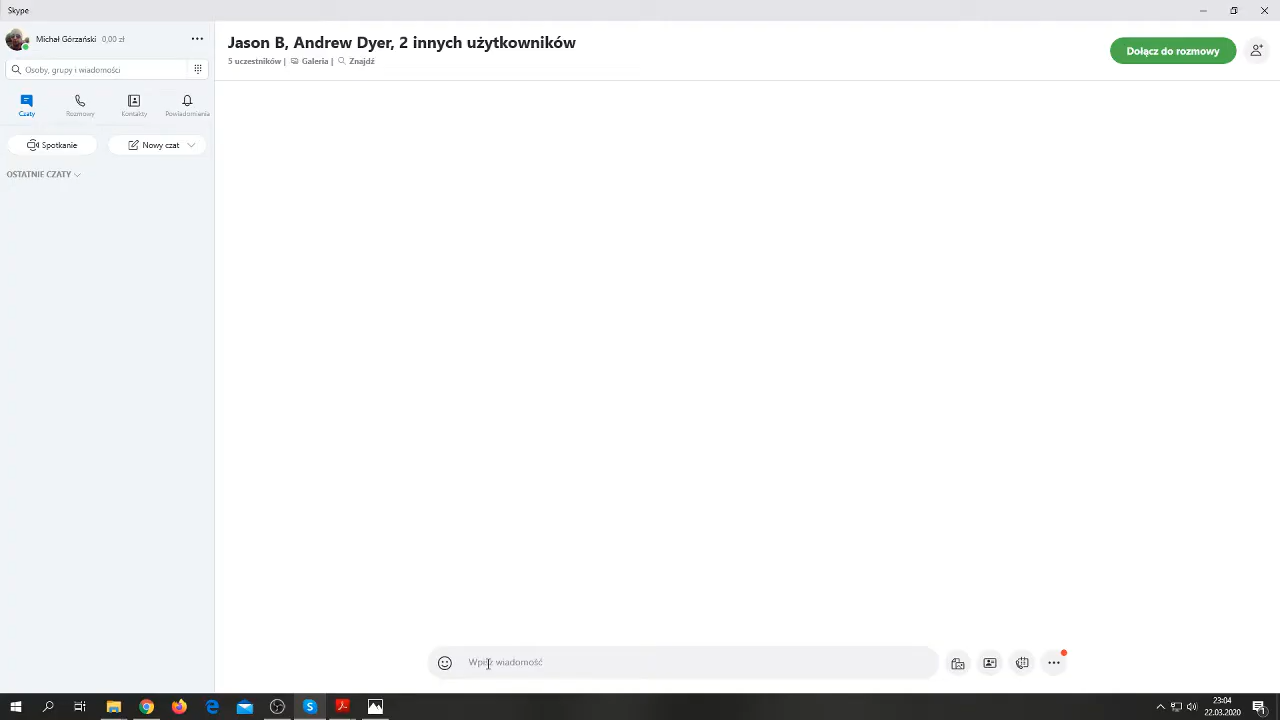 Skype
Michał Górzański 0,00 zł
Osoby, grupy i wiadomości
Czaty Rozmowy Kontakty Powiadomienia
Spotkanie Nowy czat
OSTATNIE CZATY
Jason B, Andrew Dyer, 2 innych użytkowników
5 uczestników | Galeria | Znajdź
Dołącz do rozmowy
Wpisz wiadomość
23:04
22.03.2020